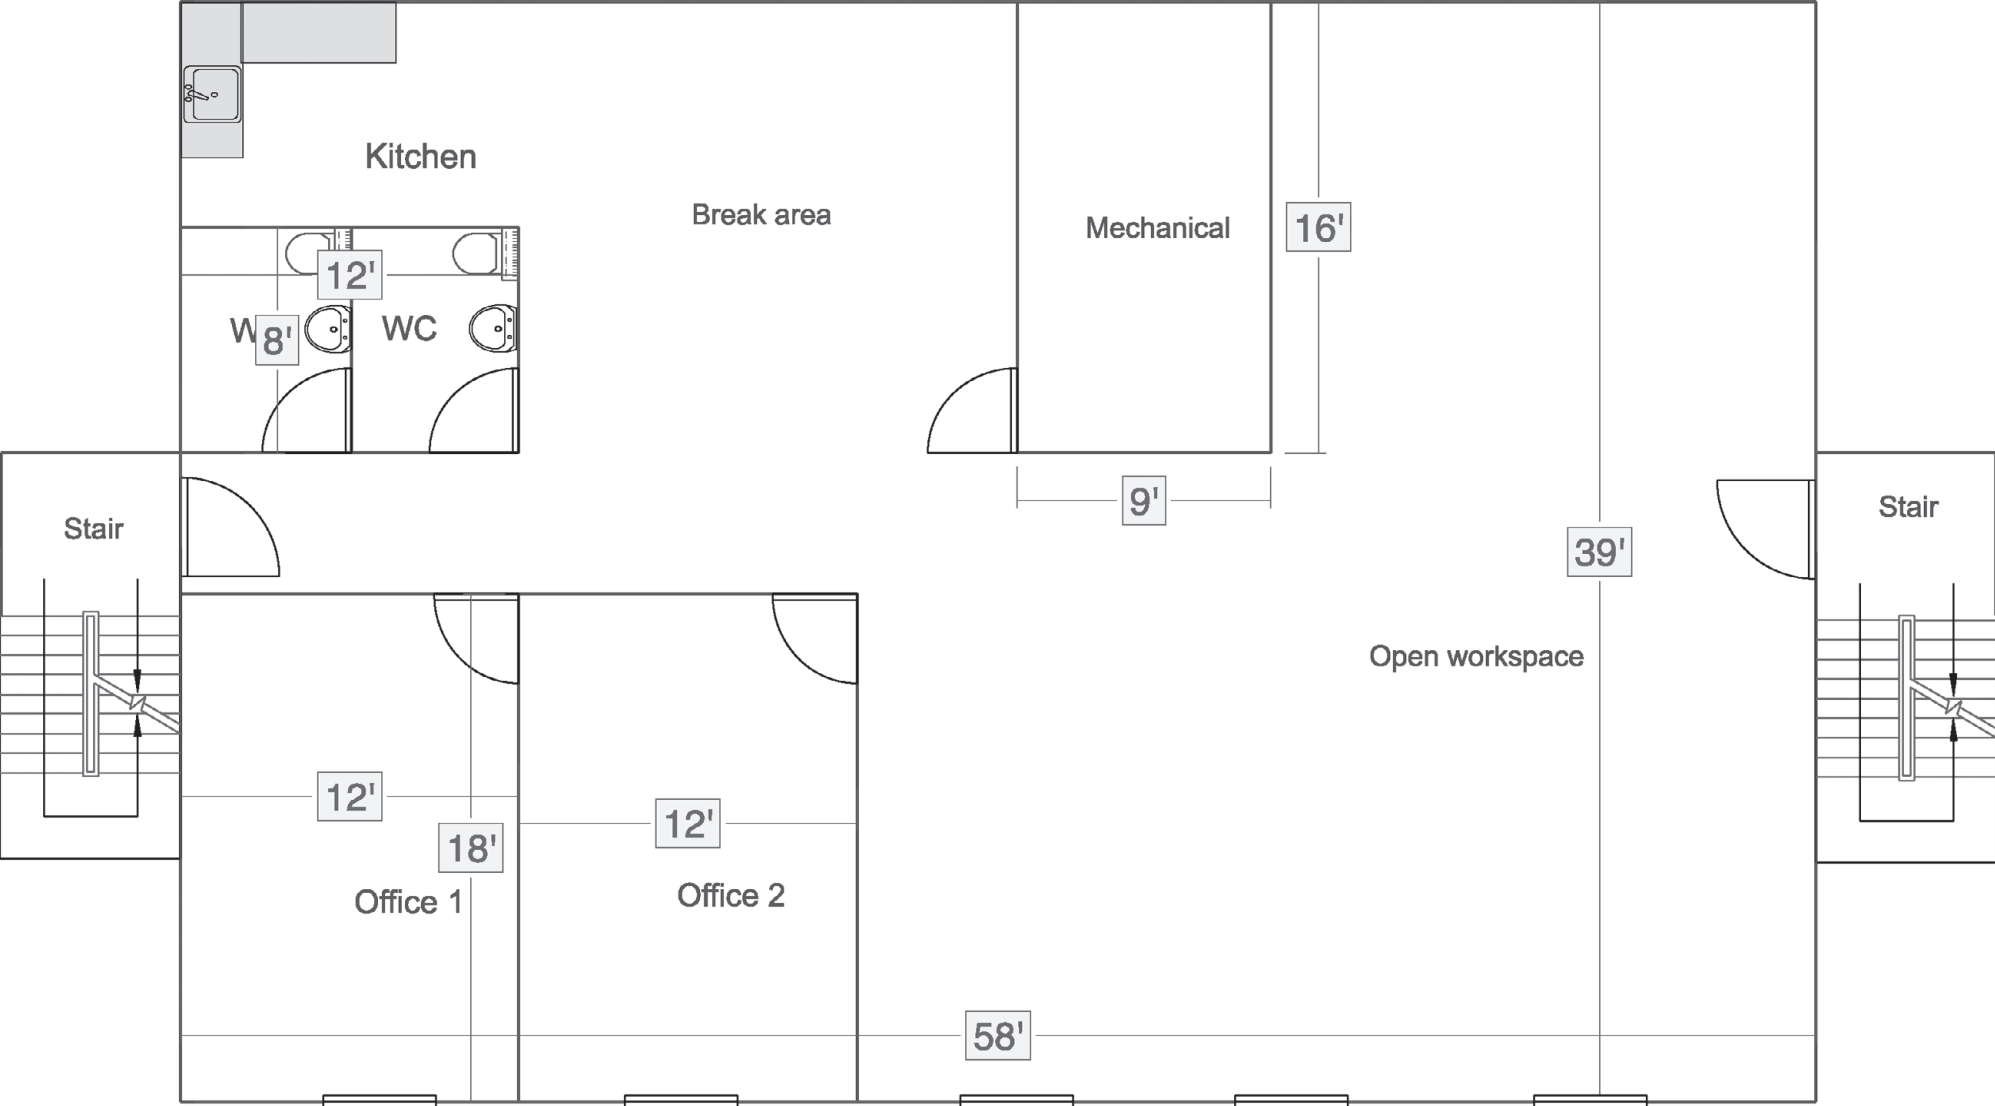 Kitchen
Break area
Mechanical
16'
12'
W
8'
WC
9'
Stair
Stair
39'
Open workspace
12'
12'
18'
Office 1
Office 2
58'